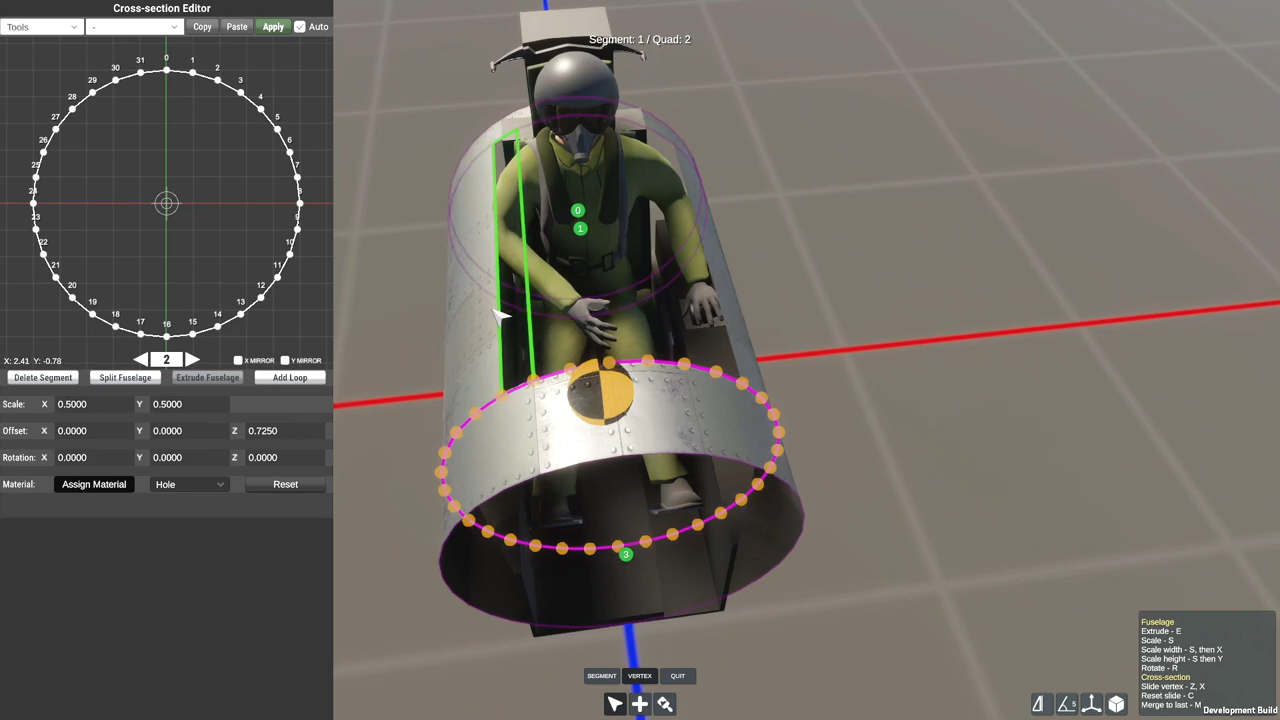 Cross-section Editor
Tools
-
Copy
Paste
Apply
Auto
0
31
1
30
2
29
3
28
4
27
5
26
6
25
7
24
8
23
9
22
10
21
11
20
12
19
13
18
14
17
15
16
X: 2.41 Y: -0.78
2
X MIRROR
Y MIRROR
Delete Segment
Split Fuselage
Extrude Fuselage
Add Loop
Scale: X 0.5000 Y 0.5000
Offset: X 0.0000 Y 0.0000 Z 0.7250
Rotation: X 0.0000 Y 0.0000 Z 0.0000
Material: Assign Material Hole Reset
Segment: 1 / Quad: 2
0
1
3
SEGMENT
VERTEX
QUIT
5
Fuselage
Extrude - E
Scale - S
Scale width - S, then X
Scale height - S then Y
Rotate - R
Cross-section
Slide vertex - Z, X
Reset slide - C
Merge to last - M
Development Build